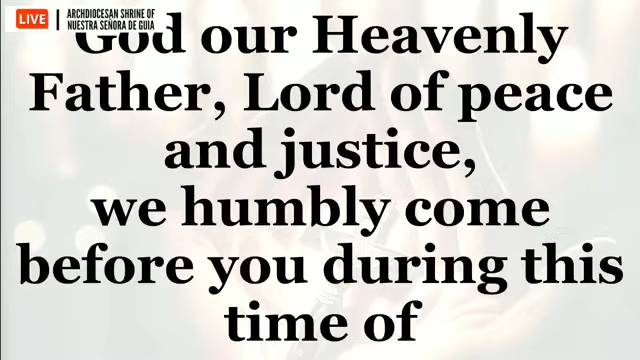 LIVE
ARCHDIOCESAN SHRINE OF
NUESTRA SEÑORA DE GUIA
God our Heavenly
Father, Lord of peace
and justice,
we humbly come
before you during this
time of